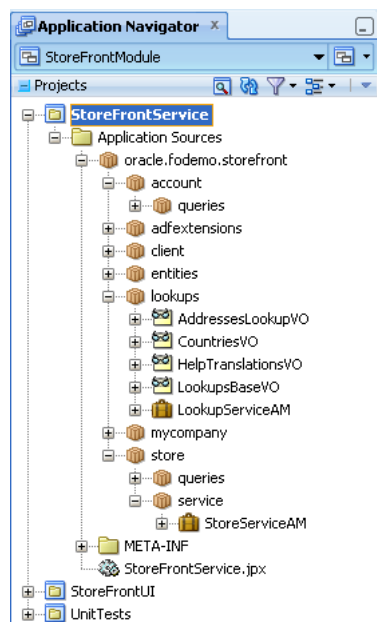 Application Navigator
StoreFrontModule
Projects
StoreFrontService
Application Sources
oracle.fodemo.storefront
account
queries
adfextensions
client
entities
lookups
AddressesLookupVO
CountriesVO
HelpTranslationsVO
LookupsBaseVO
LookupServiceAM
mycompany
store
queries
service
StoreServiceAM
META-INF
StoreFrontService.jpx
StoreFrontUI
UnitTests